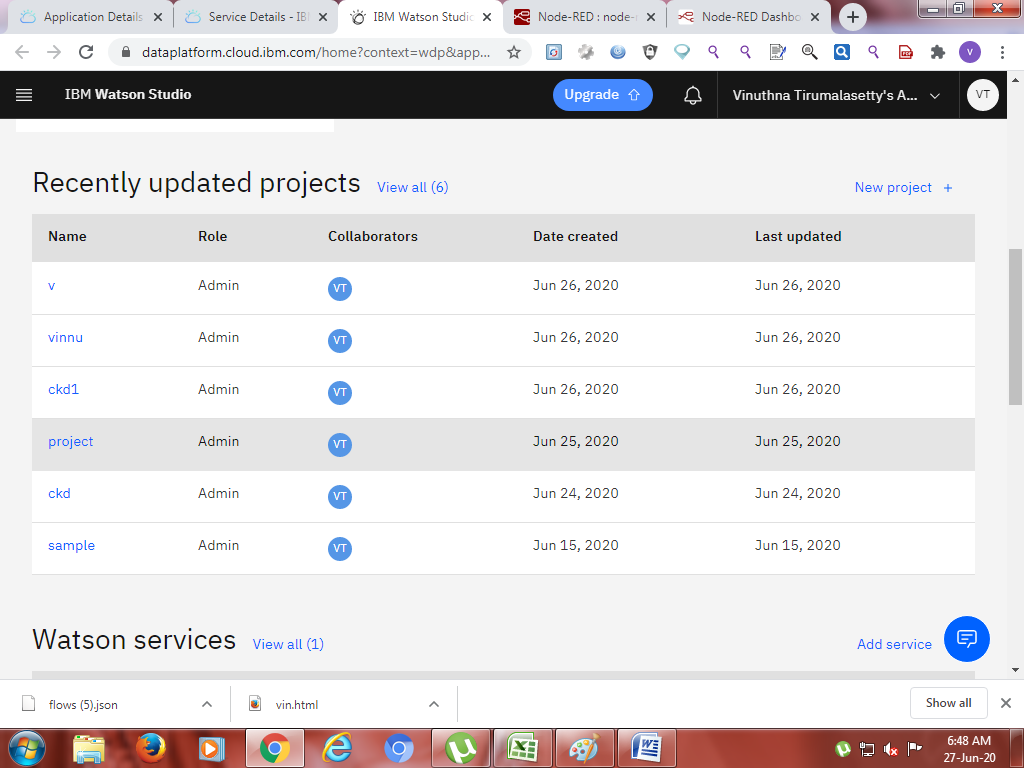 Application Details
Service Details - IB
IBM Watson Studio
Node-RED : node-
Node-RED Dashbo
dataplatform.cloud.ibm.com/home?context=wdp&app...
v
IBM Watson Studio
Upgrade
Vinuthna Tirumalasetty's A...
VT
Recently updated projects View all (6) New project +
Name Role Collaborators Date created Last updated
v Admin VT Jun 26, 2020 Jun 26, 2020
vinnu Admin VT Jun 26, 2020 Jun 26, 2020
ckd1 Admin VT Jun 26, 2020 Jun 26, 2020
project Admin VT Jun 25, 2020 Jun 25, 2020
ckd Admin VT Jun 24, 2020 Jun 24, 2020
sample Admin VT Jun 15, 2020 Jun 15, 2020
Watson services View all (1) Add service
flows (5).json vin.html Show all
6:48 AM
27-Jun-20